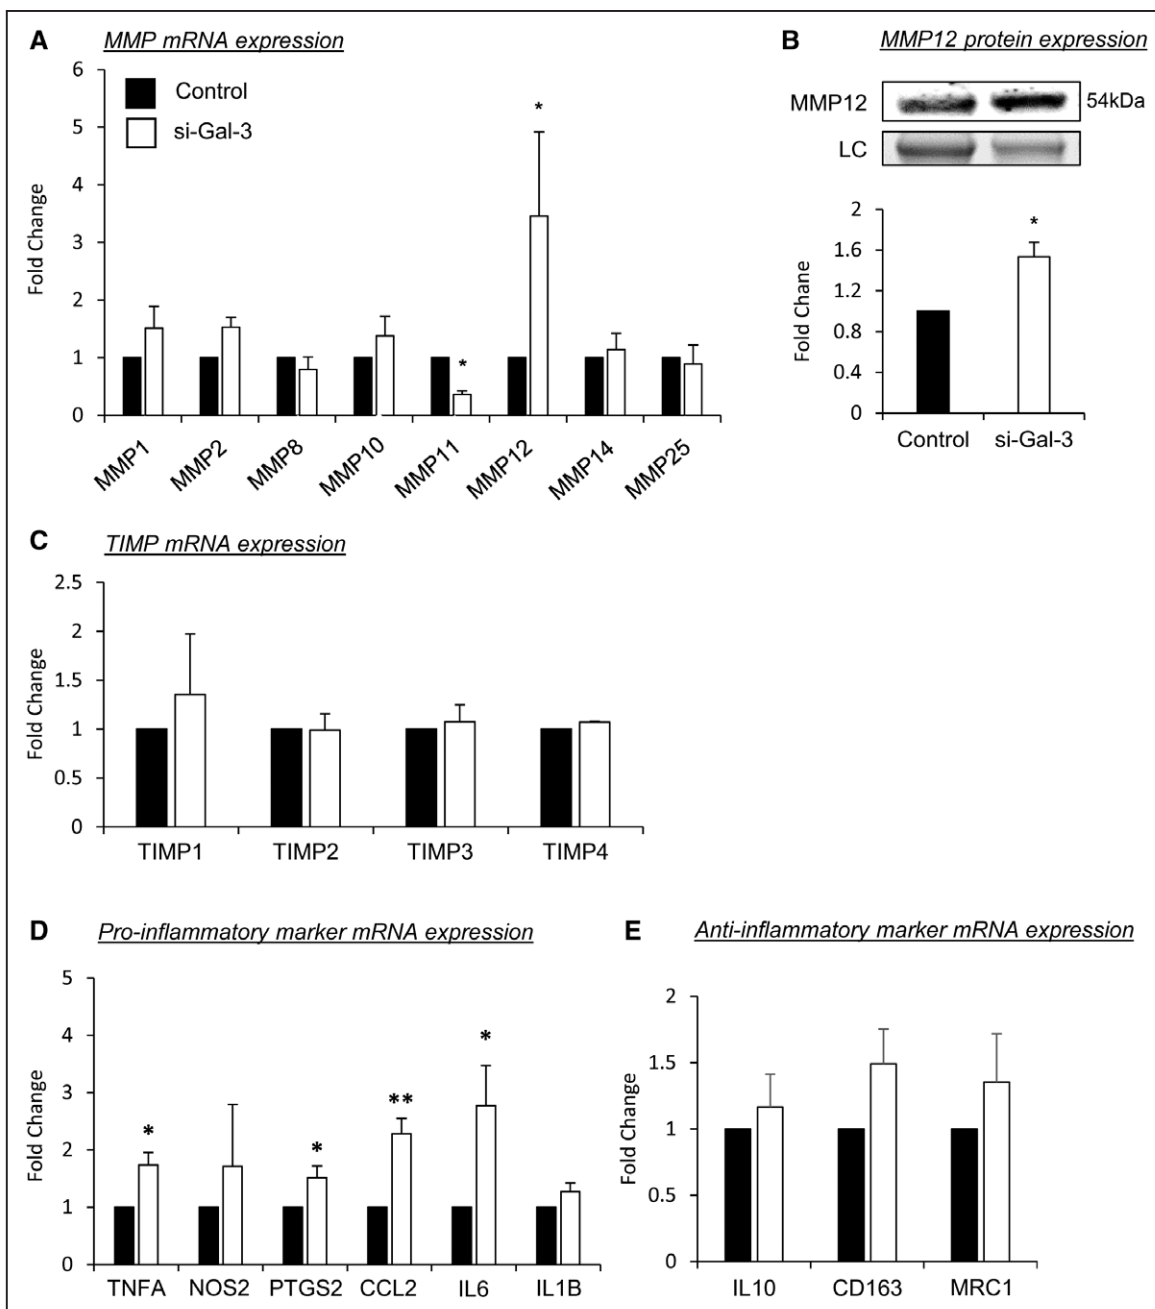 A MMP mRNA expression
6
5
4
3
2
1
0
Fold Change
Control
si-Gal-3
*
*
MMP1 MMP2 MMP8 MMP10 MMP11 MMP12 MMP14 MMP25
B MMP12 protein expression
MMP12 54kDa
LC
2
1.6
1.2
0.8
0.4
0
Fold Chane
*
Control si-Gal-3
C TIMP mRNA expression
2.5
2
1.5
1
0.5
0
Fold Change
TIMP1 TIMP2 TIMP3 TIMP4
D Pro-inflammatory marker mRNA expression
5
4
3
2
1
0
Fold Change
* * ** *
TNFA NOS2 PTGS2 CCL2 IL6 IL1B
E Anti-inflammatory marker mRNA expression
2
1.5
1
0.5
0
Fold Change
IL10 CD163 MRC1